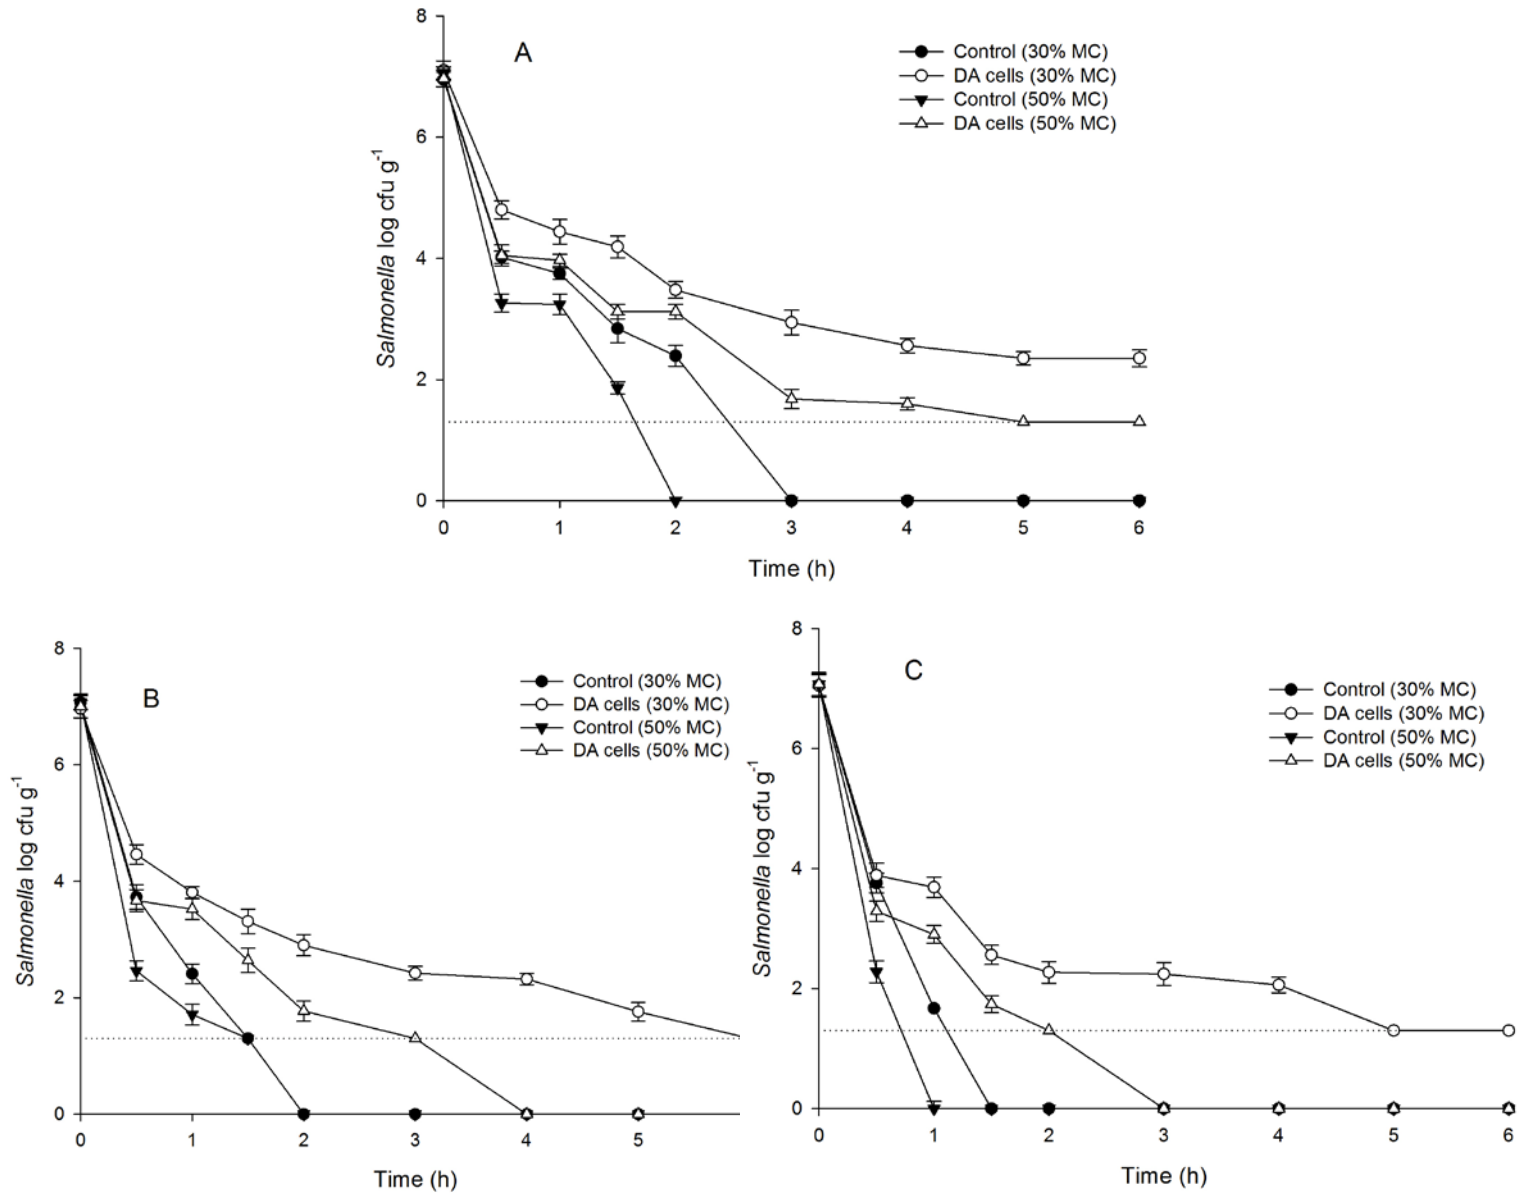 A
Control (30% MC)
DA cells (30% MC)
Control (50% MC)
DA cells (50% MC)
Salmonella log cfu g-1
8
6
4
2
0
0 1 2 3 4 5 6
Time (h)
B
Control (30% MC)
DA cells (30% MC)
Control (50% MC)
DA cells (50% MC)
Salmonella log cfu g-1
8
6
4
2
0
0 1 2 3 4 5
Time (h)
C
Control (30% MC)
DA cells (30% MC)
Control (50% MC)
DA cells (50% MC)
Salmonella log cfu g-1
8
6
4
2
0
0 1 2 3 4 5 6
Time (h)